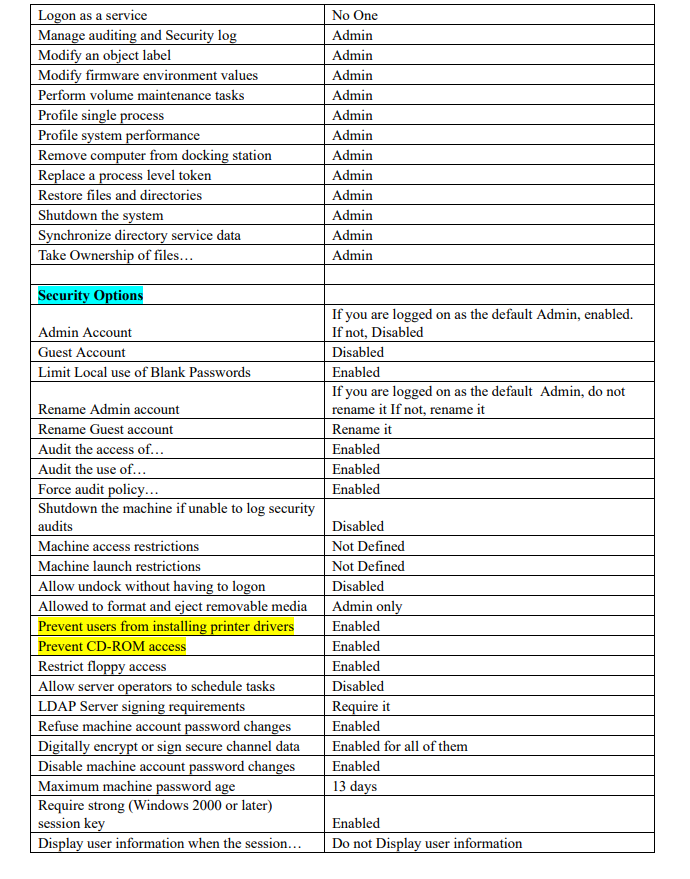 Logon as a service No One
Manage auditing and Security log Admin
Modify an object label Admin
Modify firmware environment values Admin
Perform volume maintenance tasks Admin
Profile single process Admin
Profile system performance Admin
Remove computer from docking station Admin
Replace a process level token Admin
Restore files and directories Admin
Shutdown the system Admin
Synchronize directory service data Admin
Take Ownership of files… Admin
Security Options
If you are logged on as the default Admin, enabled.
Admin Account If not, Disabled
Guest Account Disabled
Limit Local use of Blank Passwords Enabled
If you are logged on as the default Admin, do not
Rename Admin account rename it If not, rename it
Rename Guest account Rename it
Audit the access of… Enabled
Audit the use of… Enabled
Force audit policy… Enabled
Shutdown the machine if unable to log security
audits Disabled
Machine access restrictions Not Defined
Machine launch restrictions Not Defined
Allow undock without having to logon Disabled
Allowed to format and eject removable media Admin only
Prevent users from installing printer drivers Enabled
Prevent CD-ROM access Enabled
Restrict floppy access Enabled
Allow server operators to schedule tasks Disabled
LDAP Server signing requirements Require it
Refuse machine account password changes Enabled
Digitally encrypt or sign secure channel data Enabled for all of them
Disable machine account password changes Enabled
Maximum machine password age 13 days
Require strong (Windows 2000 or later)
session key Enabled
Display user information when the session… Do not Display user information